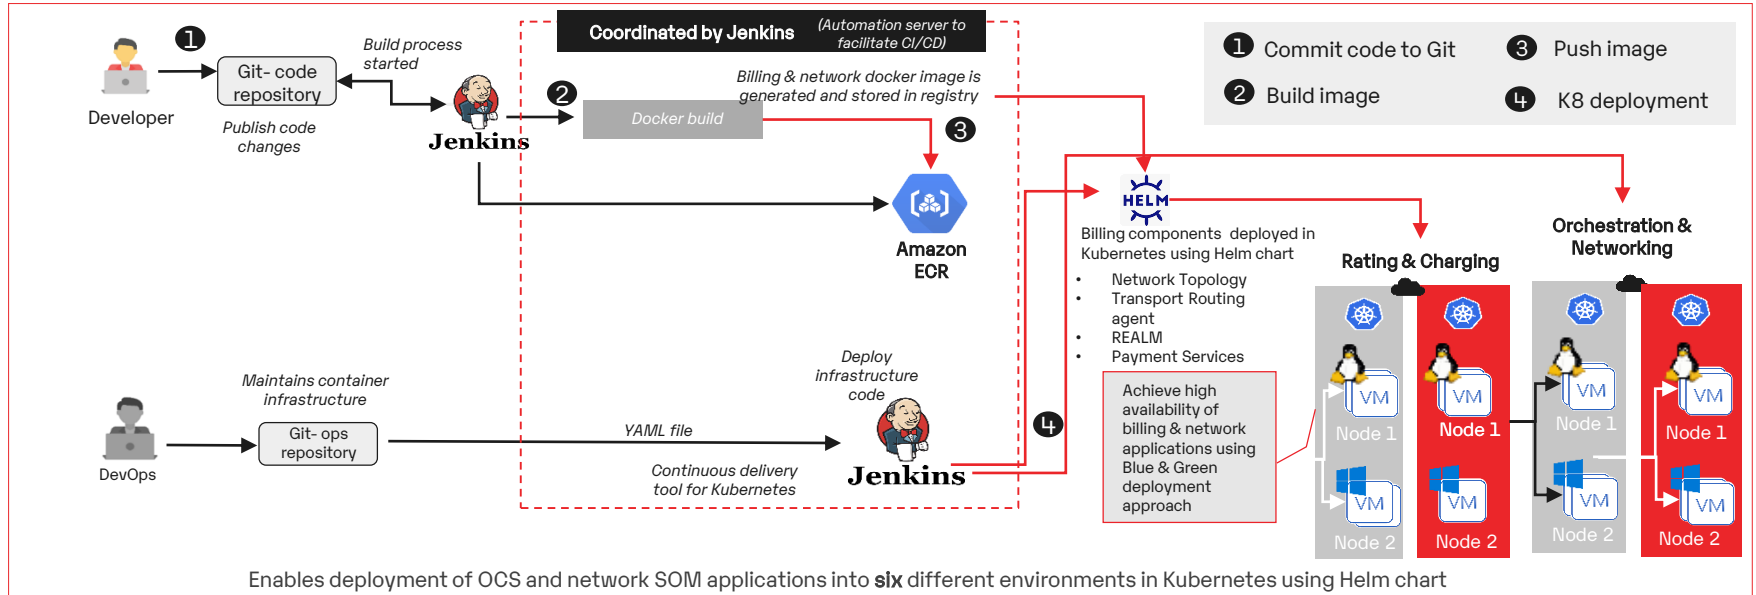 Coordinated by Jenkins
(Automation server to
facilitate CI/CD)
1
Build process
started
Git- code
repository
Developer
Publish code
changes
Jenkins
2
Docker build
Billing & network docker image is
generated and stored in registry
3
Amazon
ECR
1 Commit code to Git
2 Build image
3 Push image
4 K8 deployment
HELM
Billing components deployed in
Kubernetes using Helm chart
• Network Topology
• Transport Routing
agent
• REALM
• Payment Services
Achieve high
availability of
billing & network
applications using
Blue & Green
deployment
approach
Maintains container
infrastructure
Git- ops
repository
DevOps
YAML file
Continuous delivery
tool for Kubernetes
Deploy
infrastructure
code
Jenkins
4
Rating & Charging
VM
Node 1
VM
Node 2
VM
Node 1
VM
Node 2
Orchestration &
Networking
VM
Node 1
VM
Node 2
VM
Node 1
VM
Node 2
Enables deployment of OCS and network SOM applications into six different environments in Kubernetes using Helm chart